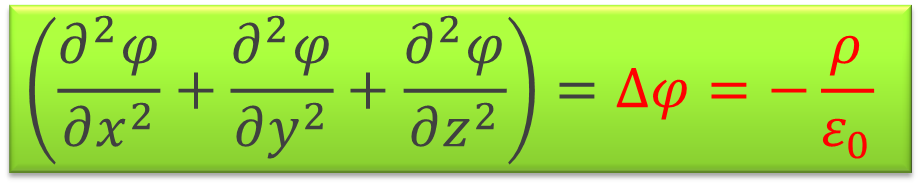 (∂²φ/∂x² + ∂²φ/∂y² + ∂²φ/∂z²) = Δφ = −ρ/ε₀